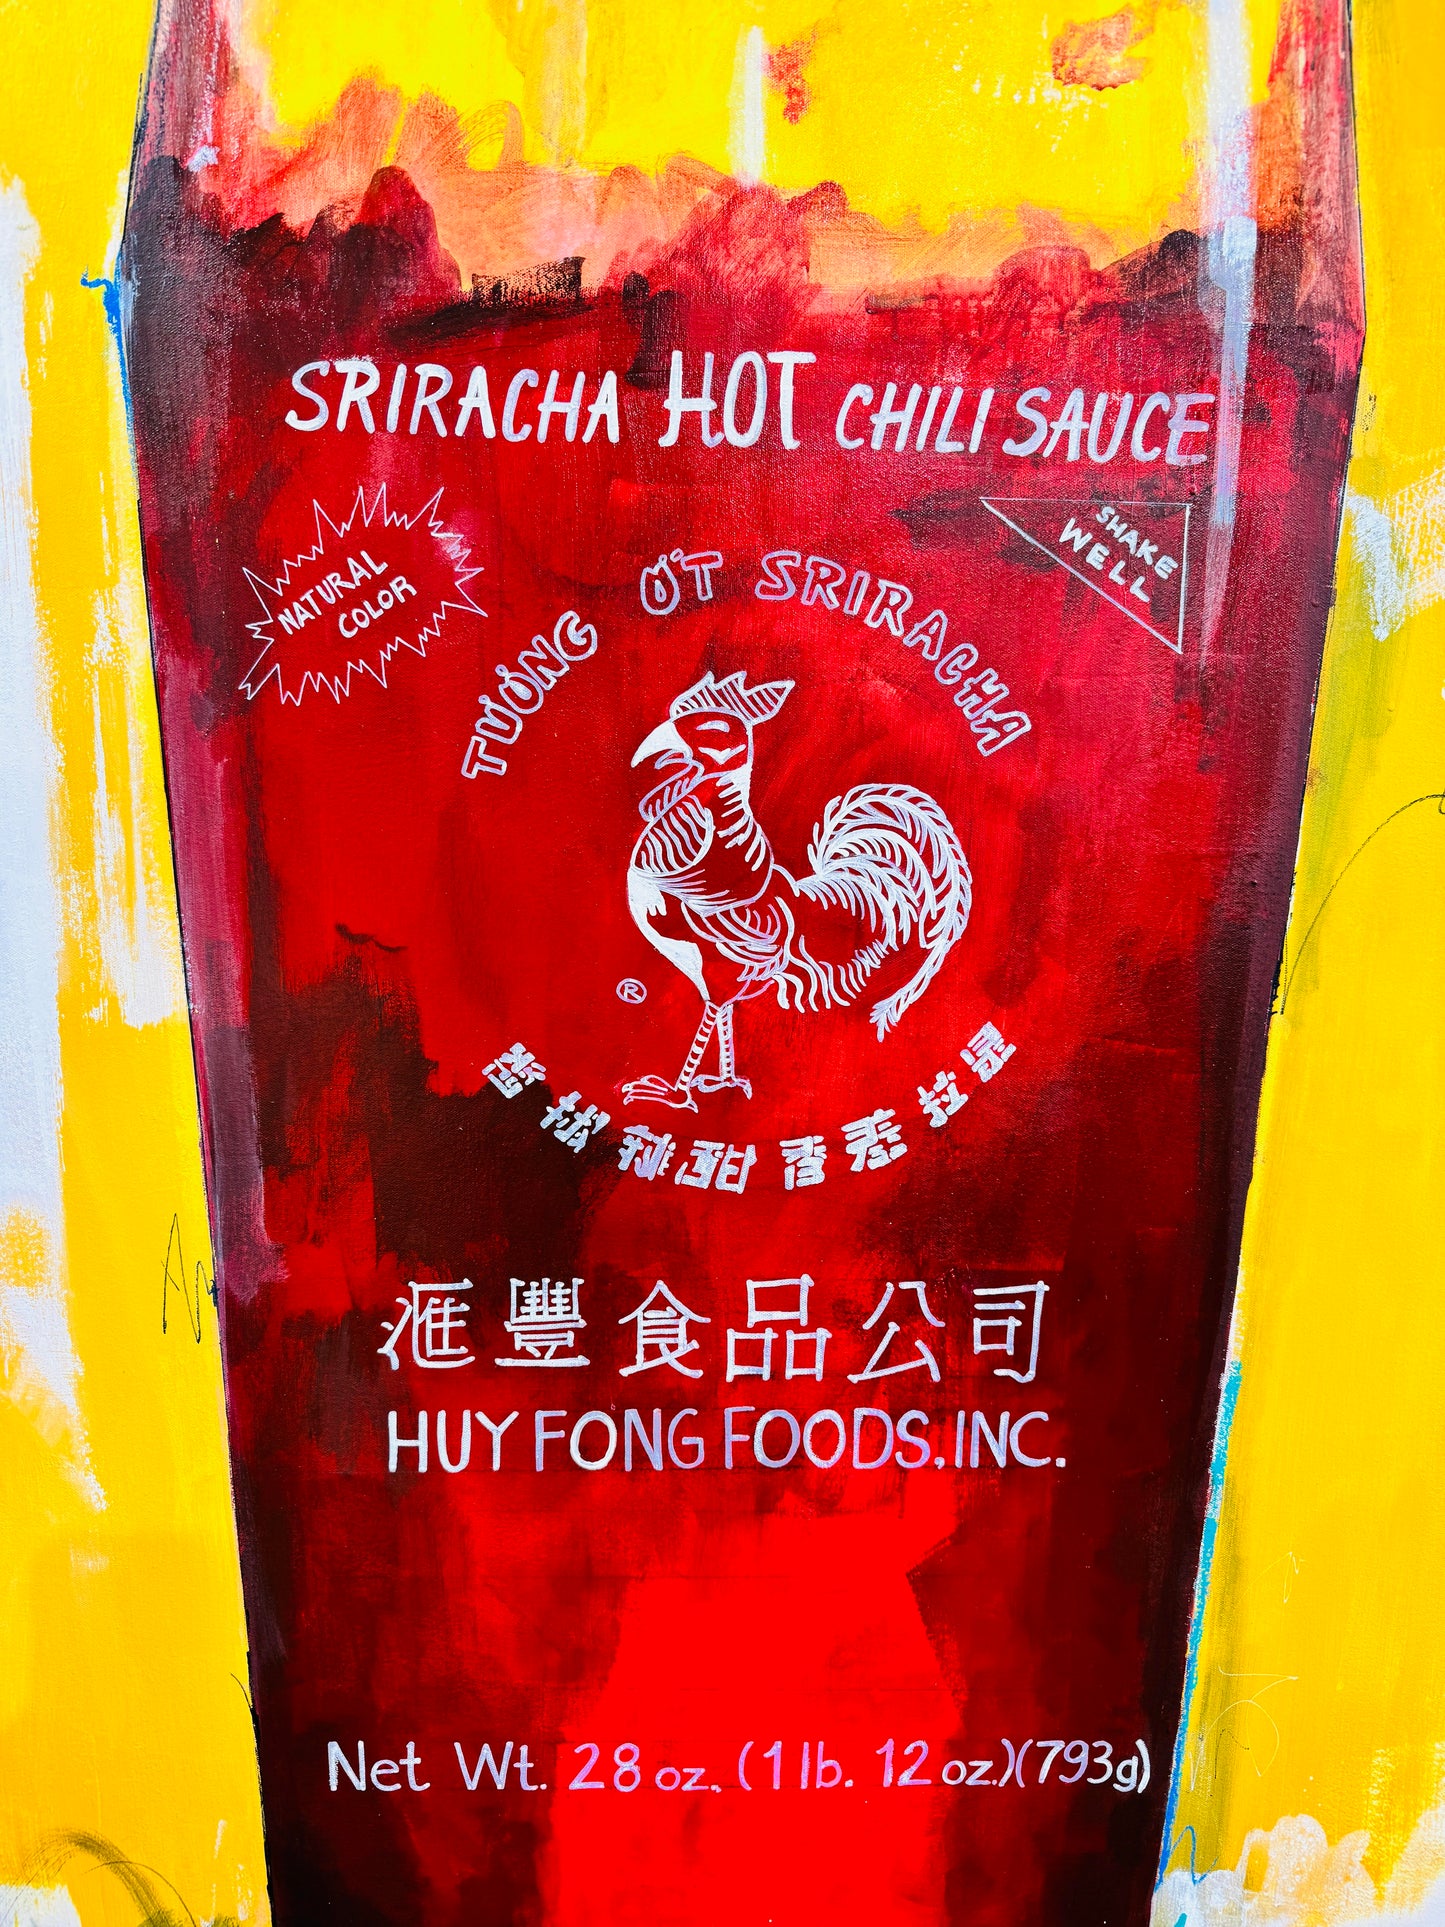 SRIRACHA HOT CHILI SAUCE
NATURAL
COLOR
SHAKE
WELL
TƯƠNG ỚT SRIRACHA
®
滙豐食品公司
HUY FONG FOODS, INC.
Net Wt. 28 oz. (1 lb. 12 oz.)(793g)